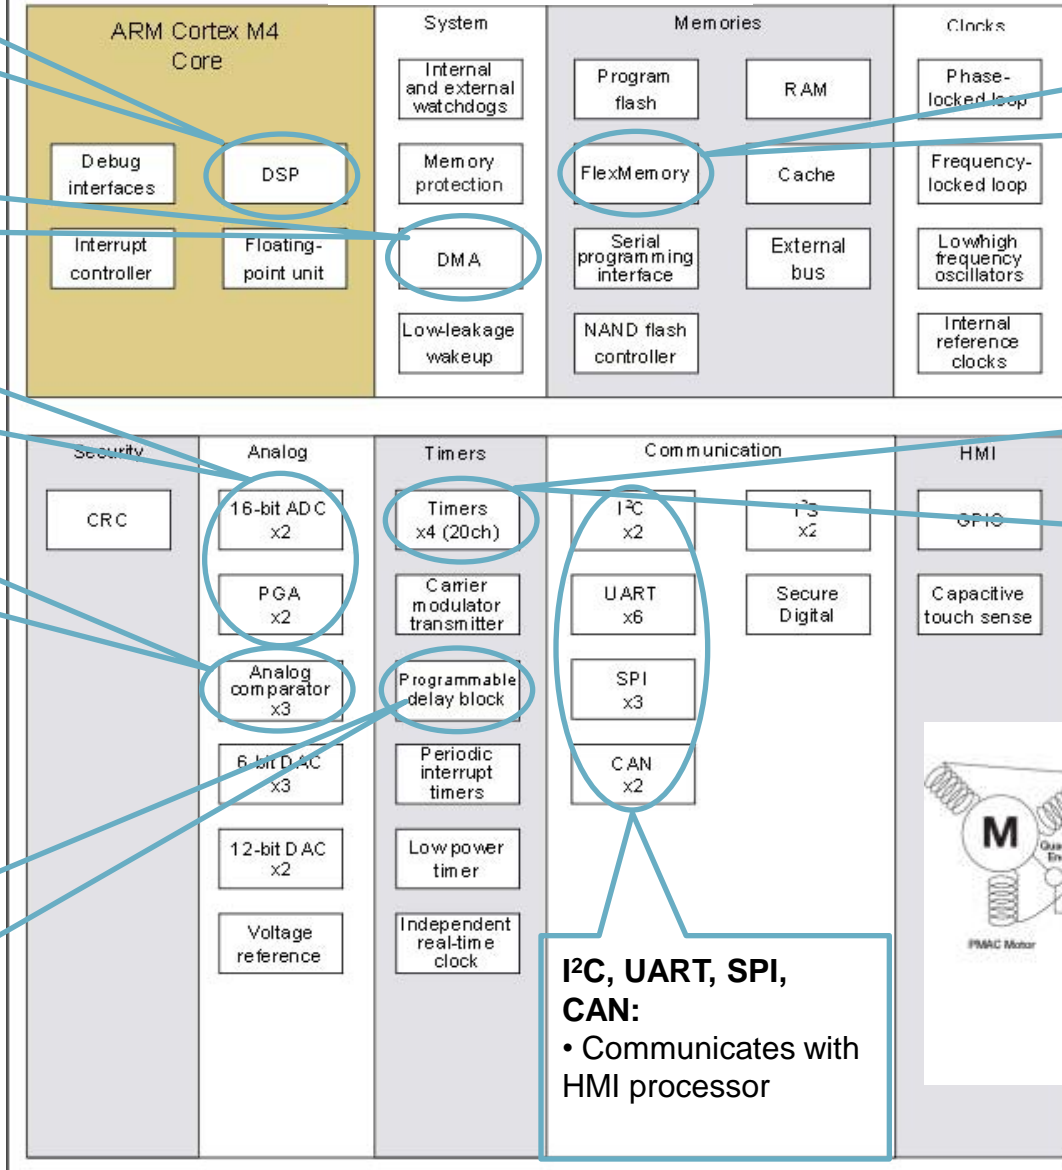 ARM Cortex M4
Core
Debug
interfaces
DSP
Interrupt
controller
Floating-
point unit
System
Internal
and external
watchdogs
Memory
protection
DMA
Low-leakage
wakeup
Memories
Program
flash
RAM
FlexMemory
Cache
Serial
programming
interface
External
bus
NAND flash
controller
Clocks
Phase-
locked loop
Frequency-
locked loop
Low/high
frequency
oscillators
Internal
reference
clocks
Security
CRC
Analog
16-bit ADC
x2
PGA
x2
Analog
comparator
x3
6-bit DAC
x3
12-bit DAC
x2
Voltage
reference
Timers
Timers
x4 (20ch)
Carrier
modulator
transmitter
Programmable
delay block
Periodic
interrupt
timers
Low power
timer
Independent
real-time
clock
Communication
I²C
x2
I²S
x2
UART
x6
Secure
Digital
SPI
x3
CAN
x2
I²C, UART, SPI,
CAN:
• Communicates with
HMI processor
HMI
GPIO
Capacitive
touch sense
M
PMAC Motor